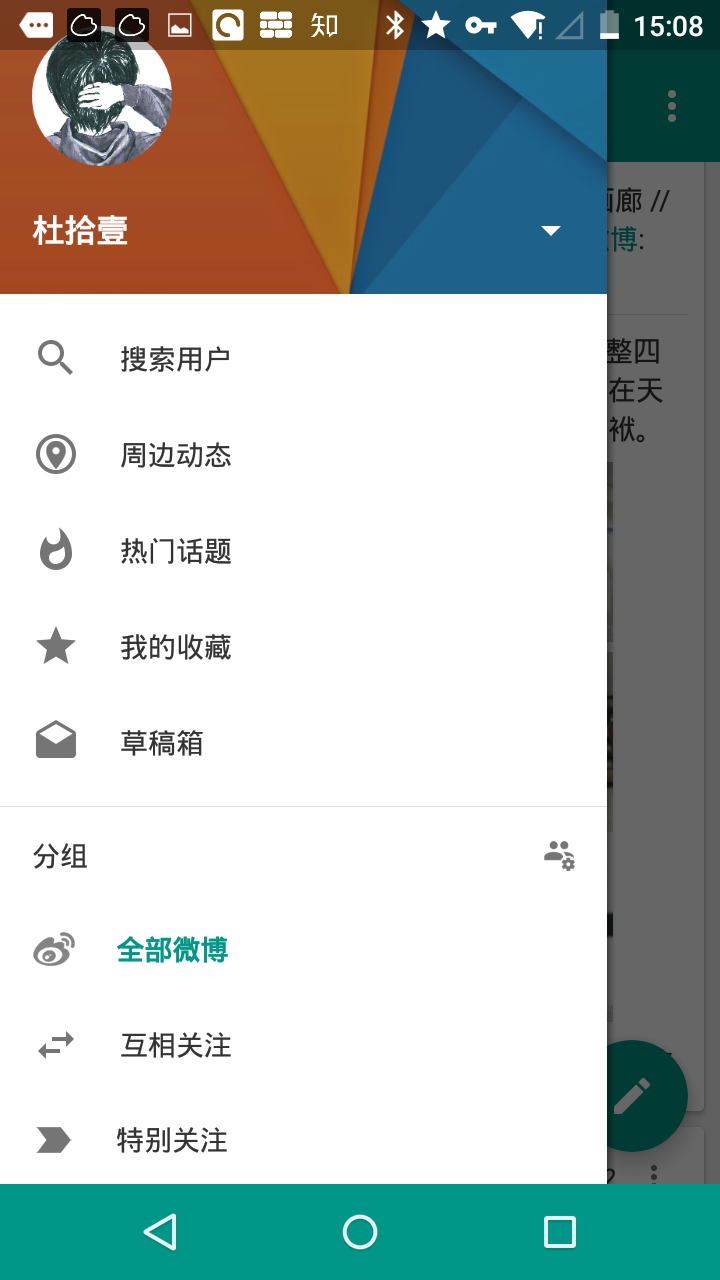 知 15:08
画廊 //
杜拾壹
博:
搜索用户
整四
在天
袱。
周边动态
热门话题
我的收藏
草稿箱
分组
全部微博
互相关注
特别关注